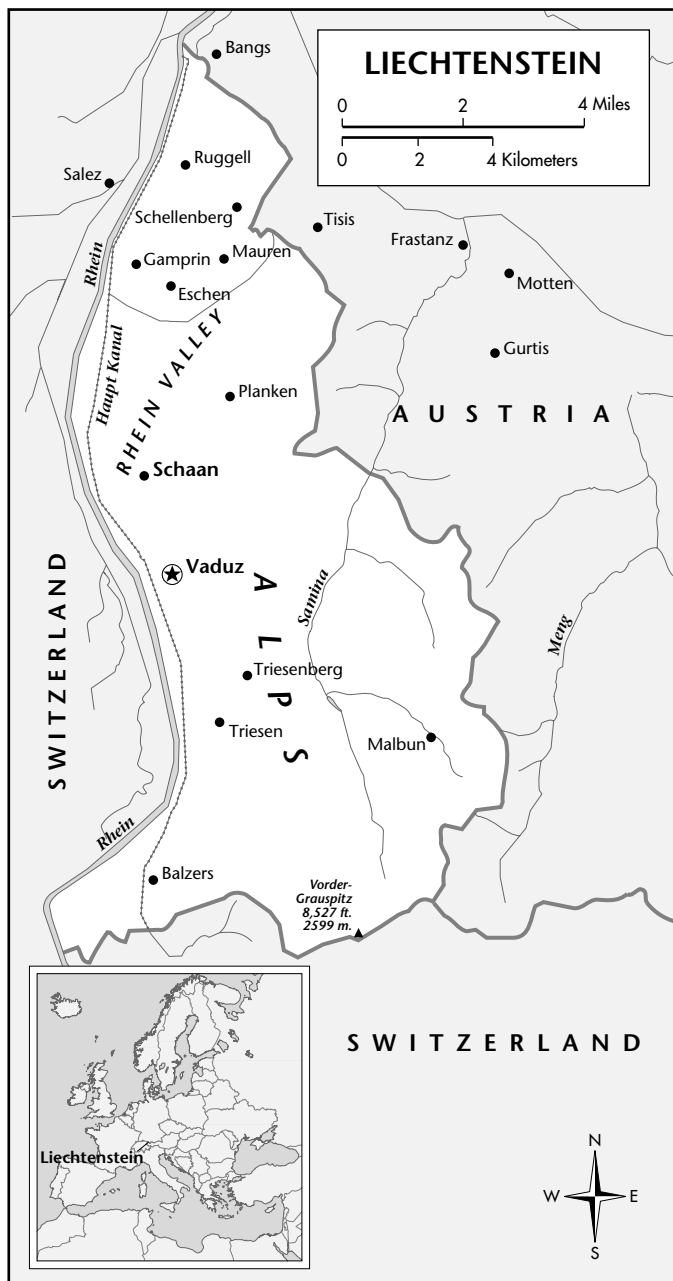 LIECHTENSTEIN
0 2 4 Miles
0 2 4 Kilometers
Bangs
Ruggell
Salez
Schellenberg
Tisis
Frastanz
Rhein
Gamprin
Mauren
Motten
Eschen
Haupt Kanal
RHEIN VALLEY
Gurtis
Planken
AUSTRIA
Schaan
Vaduz
ALPS
Samina
Meng
SWITZERLAND
Triesenberg
Triesen
Malbun
Rhein
Balzers
Vorder-
Grauspitz
8,527 ft.
2599 m.
SWITZERLAND
Liechtenstein
N
W E
S